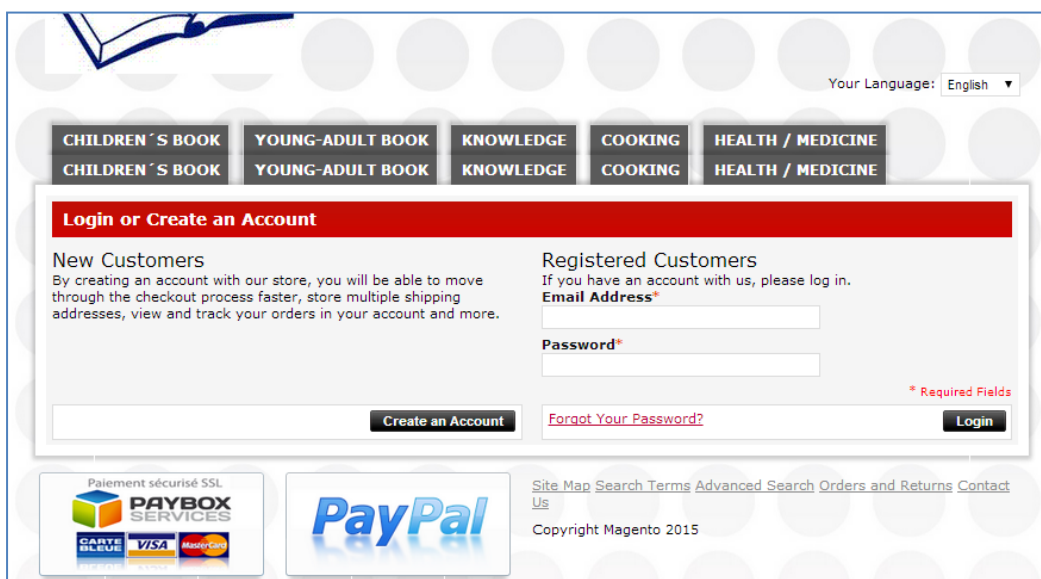 Your Language: English
CHILDREN´S BOOK YOUNG-ADULT BOOK KNOWLEDGE COOKING HEALTH / MEDICINE
CHILDREN´S BOOK YOUNG-ADULT BOOK KNOWLEDGE COOKING HEALTH / MEDICINE
Login or Create an Account
New Customers
By creating an account with our store, you will be able to move
through the checkout process faster, store multiple shipping
addresses, view and track your orders in your account and more.
Create an Account
Registered Customers
If you have an account with us, please log in.
Email Address*
Password*
* Required Fields
Forgot Your Password?
Login
Paiement sécurisé SSL
PAYBOX
SERVICES
CARTE
BLEUE
VISA
MasterCard
PayPal
Site Map Search Terms Advanced Search Orders and Returns Contact
Us
Copyright Magento 2015